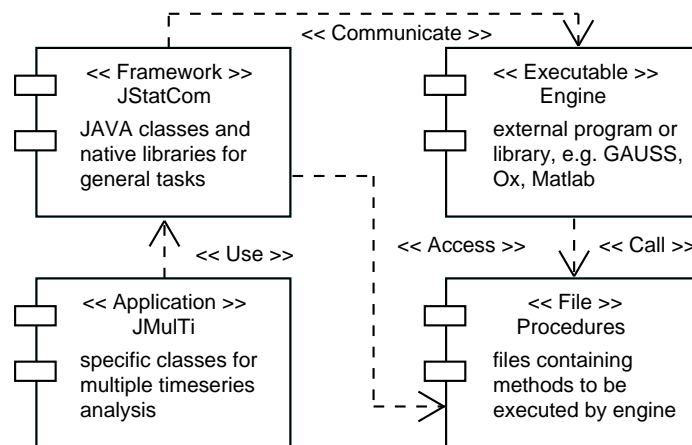 << Communicate >>
<< Framework >>
JStatCom
JAVA classes and
native libraries for
general tasks
<< Executable >>
Engine
external program or
library, e.g. GAUSS,
Ox, Matlab
<< Use >>
<< Access >>
<< Call >>
<< Application >>
JMulTi
specific classes for
multiple timeseries
analysis
<< File >>
Procedures
files containing
methods to be
executed by engine